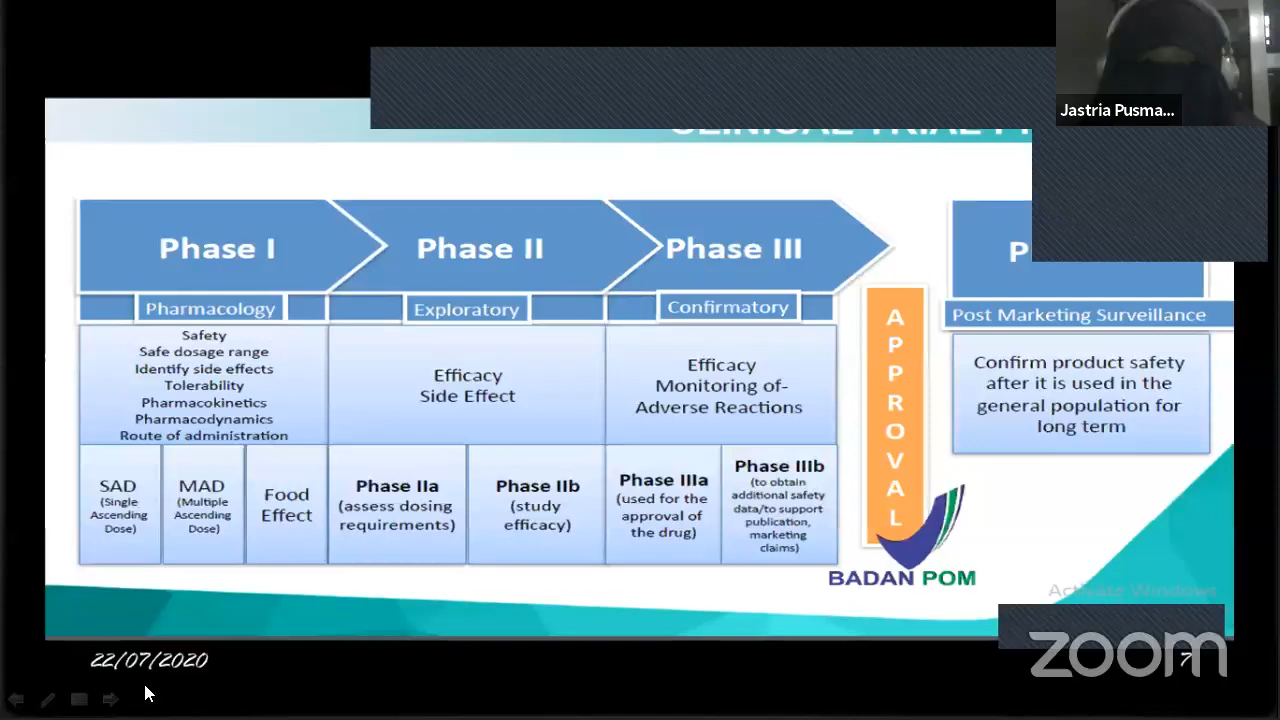 Jastria Pusma...
CLINICAL TRIAL
Phase I
Phase II
Phase III
Pharmacology
Exploratory
Confirmatory
Post Marketing Surveillance
Safety
Safe dosage range
Identify side effects
Tolerability
Pharmacokinetics
Pharmacodynamics
Route of administration
Efficacy
Side Effect
Efficacy
Monitoring of-
Adverse Reactions
APPROVAL
Confirm product safety
after it is used in the
general population for
long term
SAD
(Single
Ascending
Dose)
MAD
(Multiple
Ascending
Dose)
Food
Effect
Phase IIa
(assess dosing
requirements)
Phase IIb
(study
efficacy)
Phase IIIa
(used for the
approval of
the drug)
Phase IIIb
(to obtain
additional safety
data/to support
publication,
marketing
claims)
BADAN POM
Activate Windows
22/07/2020
zoom
7